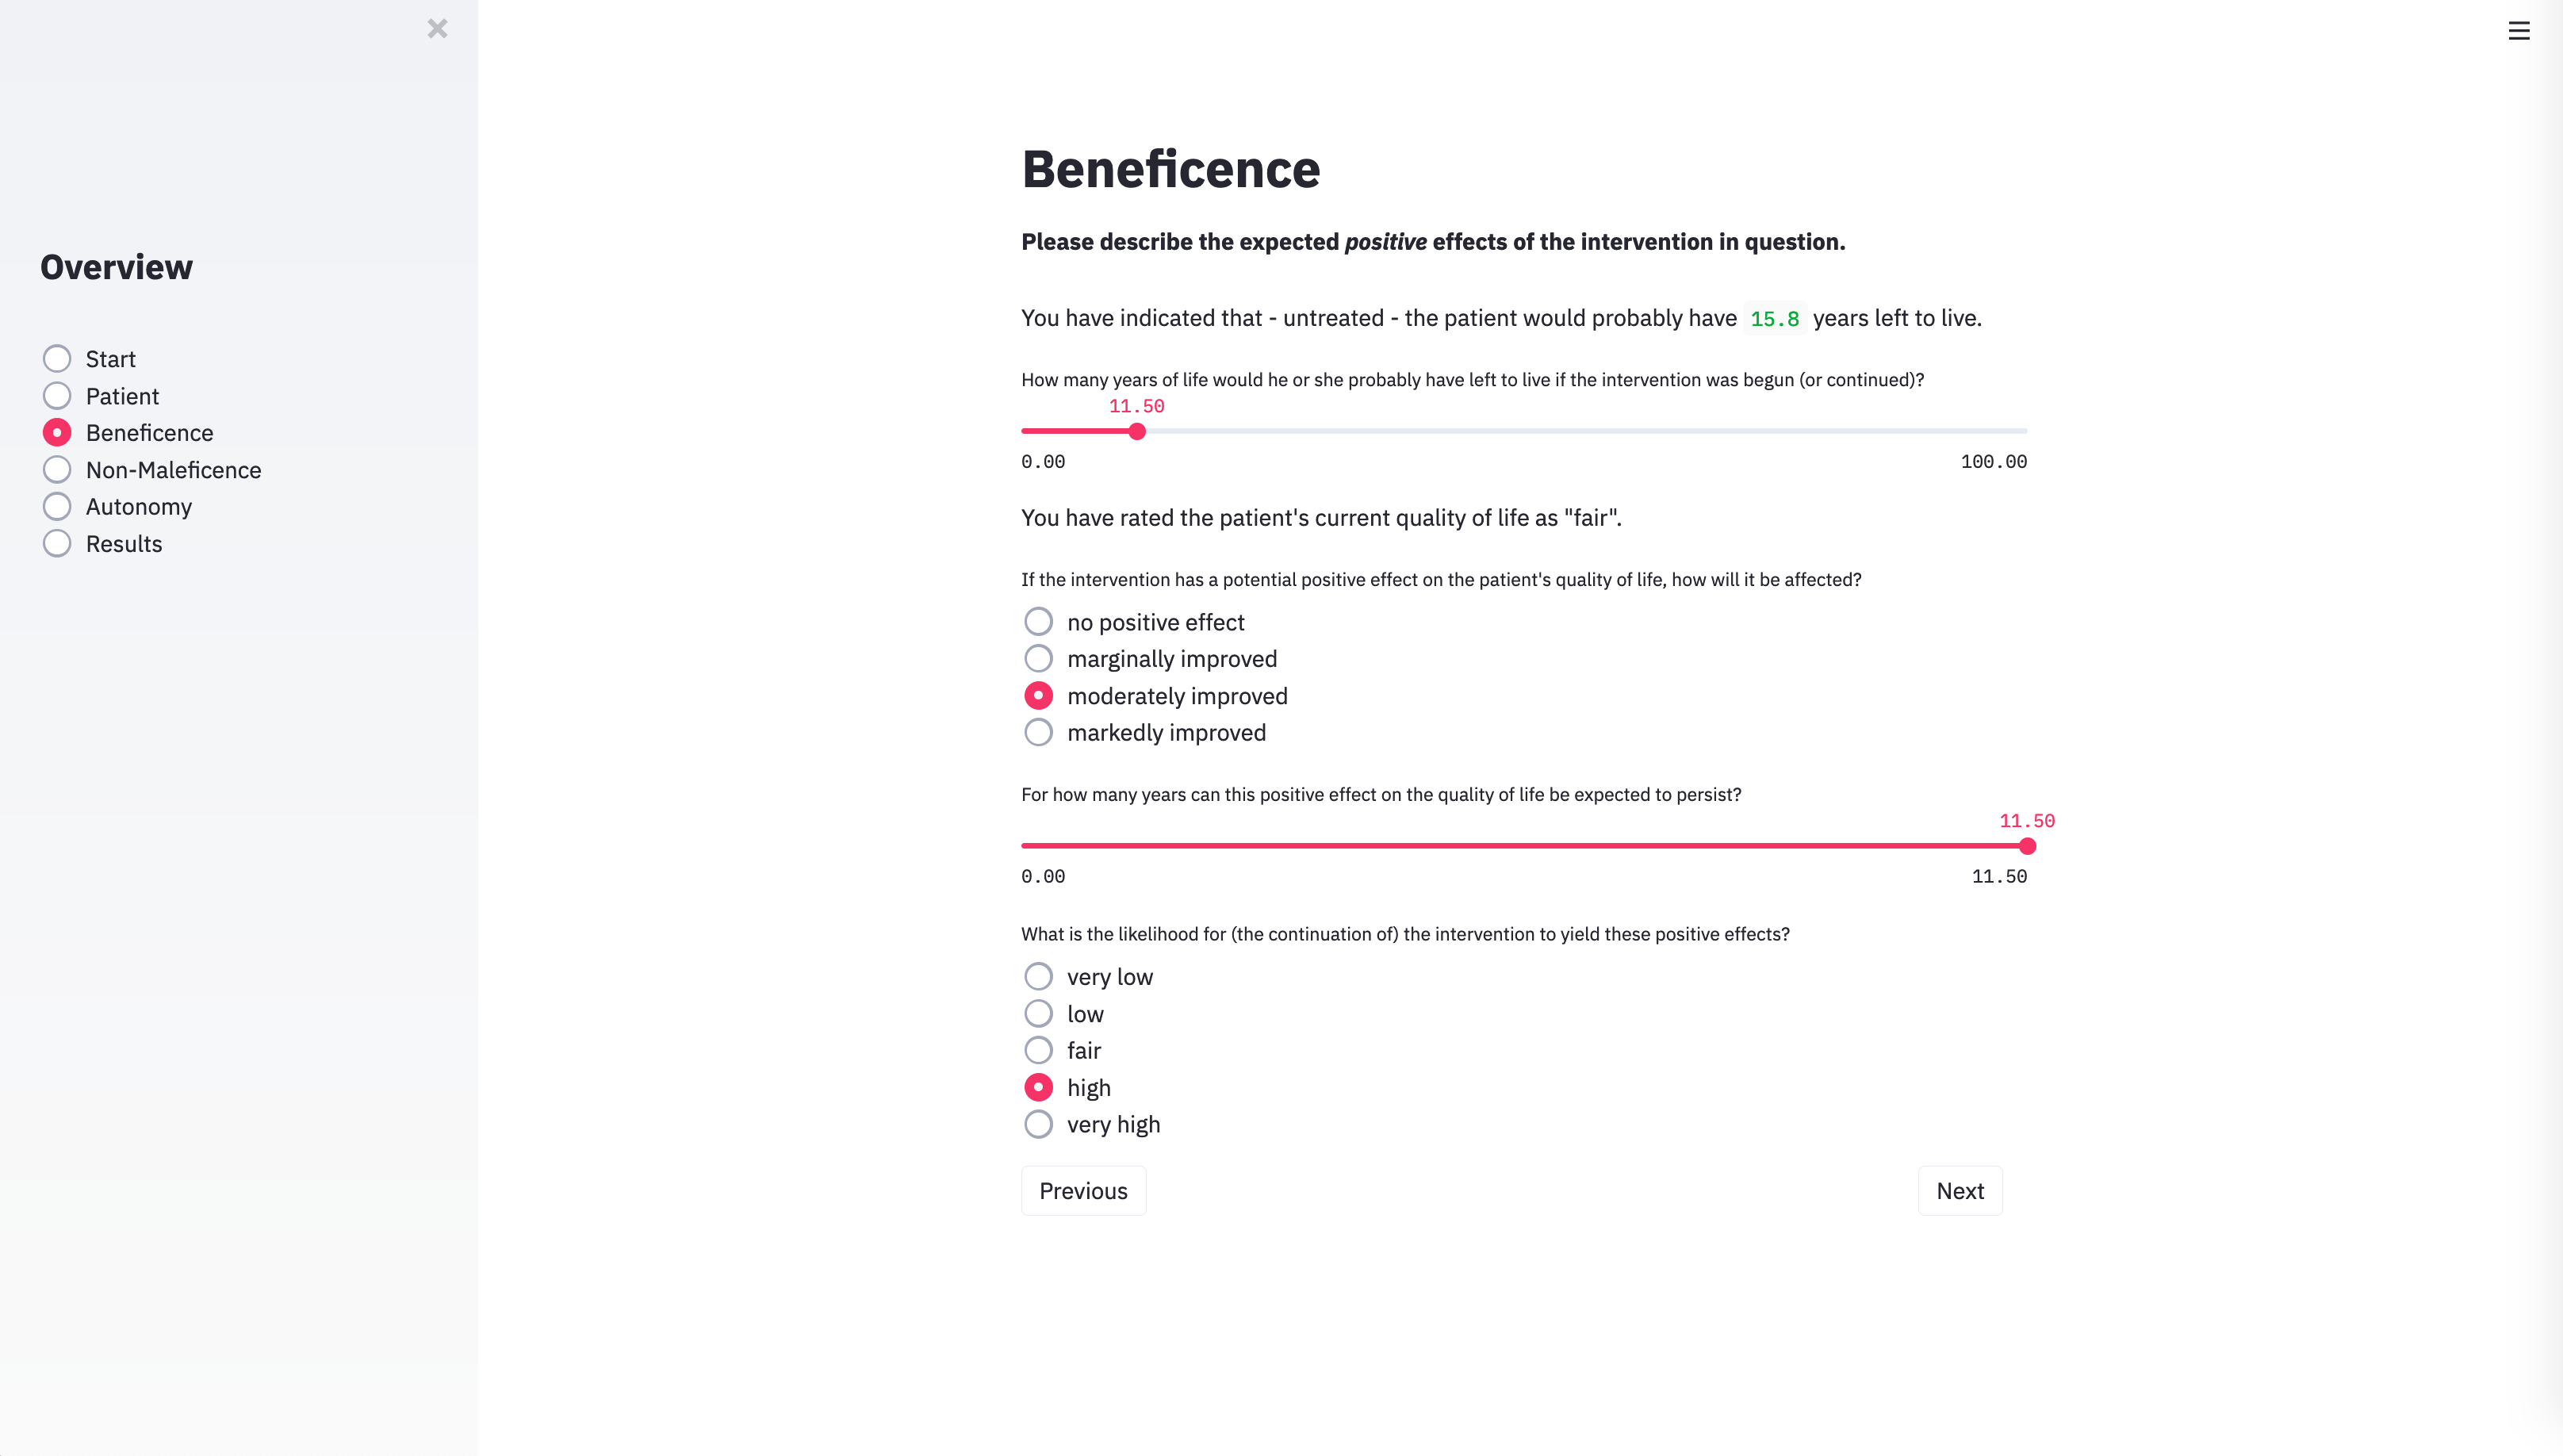 Overview
Start
Patient
Beneficence
Non-Maleficence
Autonomy
Results
Beneficence
Please describe the expected positive effects of the intervention in question.
You have indicated that - untreated - the patient would probably have 15.8 years left to live.
How many years of life would he or she probably have left to live if the intervention was begun (or continued)?
11.50
0.00 100.00
You have rated the patient's current quality of life as "fair".
If the intervention has a potential positive effect on the patient's quality of life, how will it be affected?
no positive effect
marginally improved
moderately improved
markedly improved
For how many years can this positive effect on the quality of life be expected to persist?
11.50
0.00 11.50
What is the likelihood for (the continuation of) the intervention to yield these positive effects?
very low
low
fair
high
very high
Previous Next